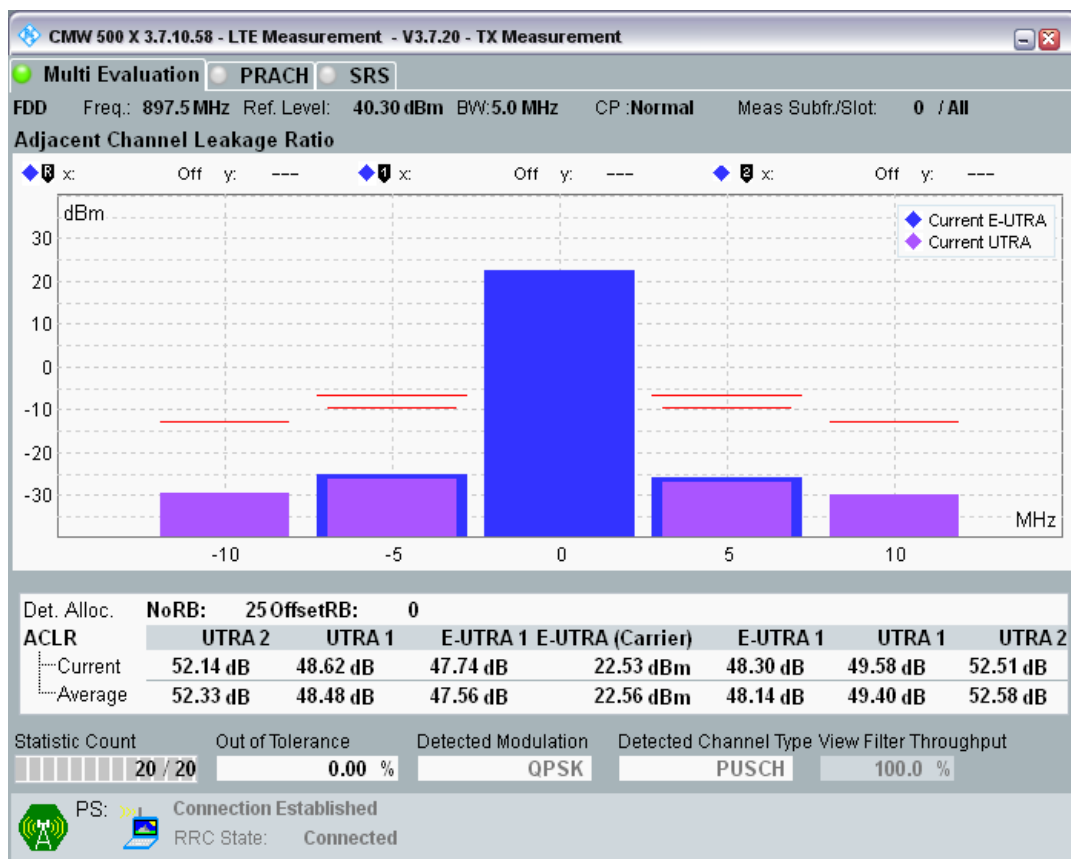 CMW 500 X 3.7.10.58 - LTE Measurement - V3.7.20 - TX Measurement
Multi Evaluation PRACH SRS
FDD Freq.: 897.5 MHz Ref. Level: 40.30 dBm BW:5.0 MHz CP :Normal Meas Subfr./Slot: 0 / All
Adjacent Channel Leakage Ratio
R x: Off y: --- 1 x: Off y: --- 2 x: Off y: ---
dBm
Current E-UTRA
Current UTRA
30
20
10
0
-10
-20
-30
MHz
-10 -5 0 5 10
Det. Alloc. NoRB: 25 OffsetRB: 0
ACLR UTRA 2 UTRA 1 E-UTRA 1 E-UTRA (Carrier) E-UTRA 1 UTRA 1 UTRA 2
Current 52.14 dB 48.62 dB 47.74 dB 22.53 dBm 48.30 dB 49.58 dB 52.51 dB
Average 52.33 dB 48.48 dB 47.56 dB 22.56 dBm 48.14 dB 49.40 dB 52.58 dB
Statistic Count Out of Tolerance Detected Modulation Detected Channel Type View Filter Throughput
20 / 20 0.00 % QPSK PUSCH 100.0 %
PS: Connection Established
RRC State: Connected